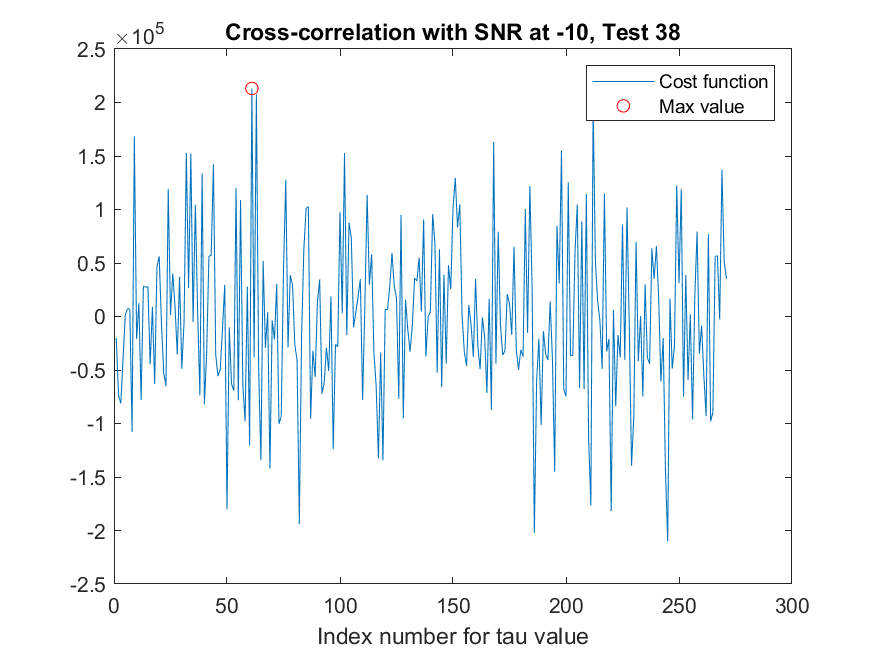 ×10^5
Cross-correlation with SNR at -10, Test 38
2.5
2
1.5
1
0.5
0
-0.5
-1
-1.5
-2
-2.5
Cost function
Max value
0 50 100 150 200 250 300
Index number for tau value